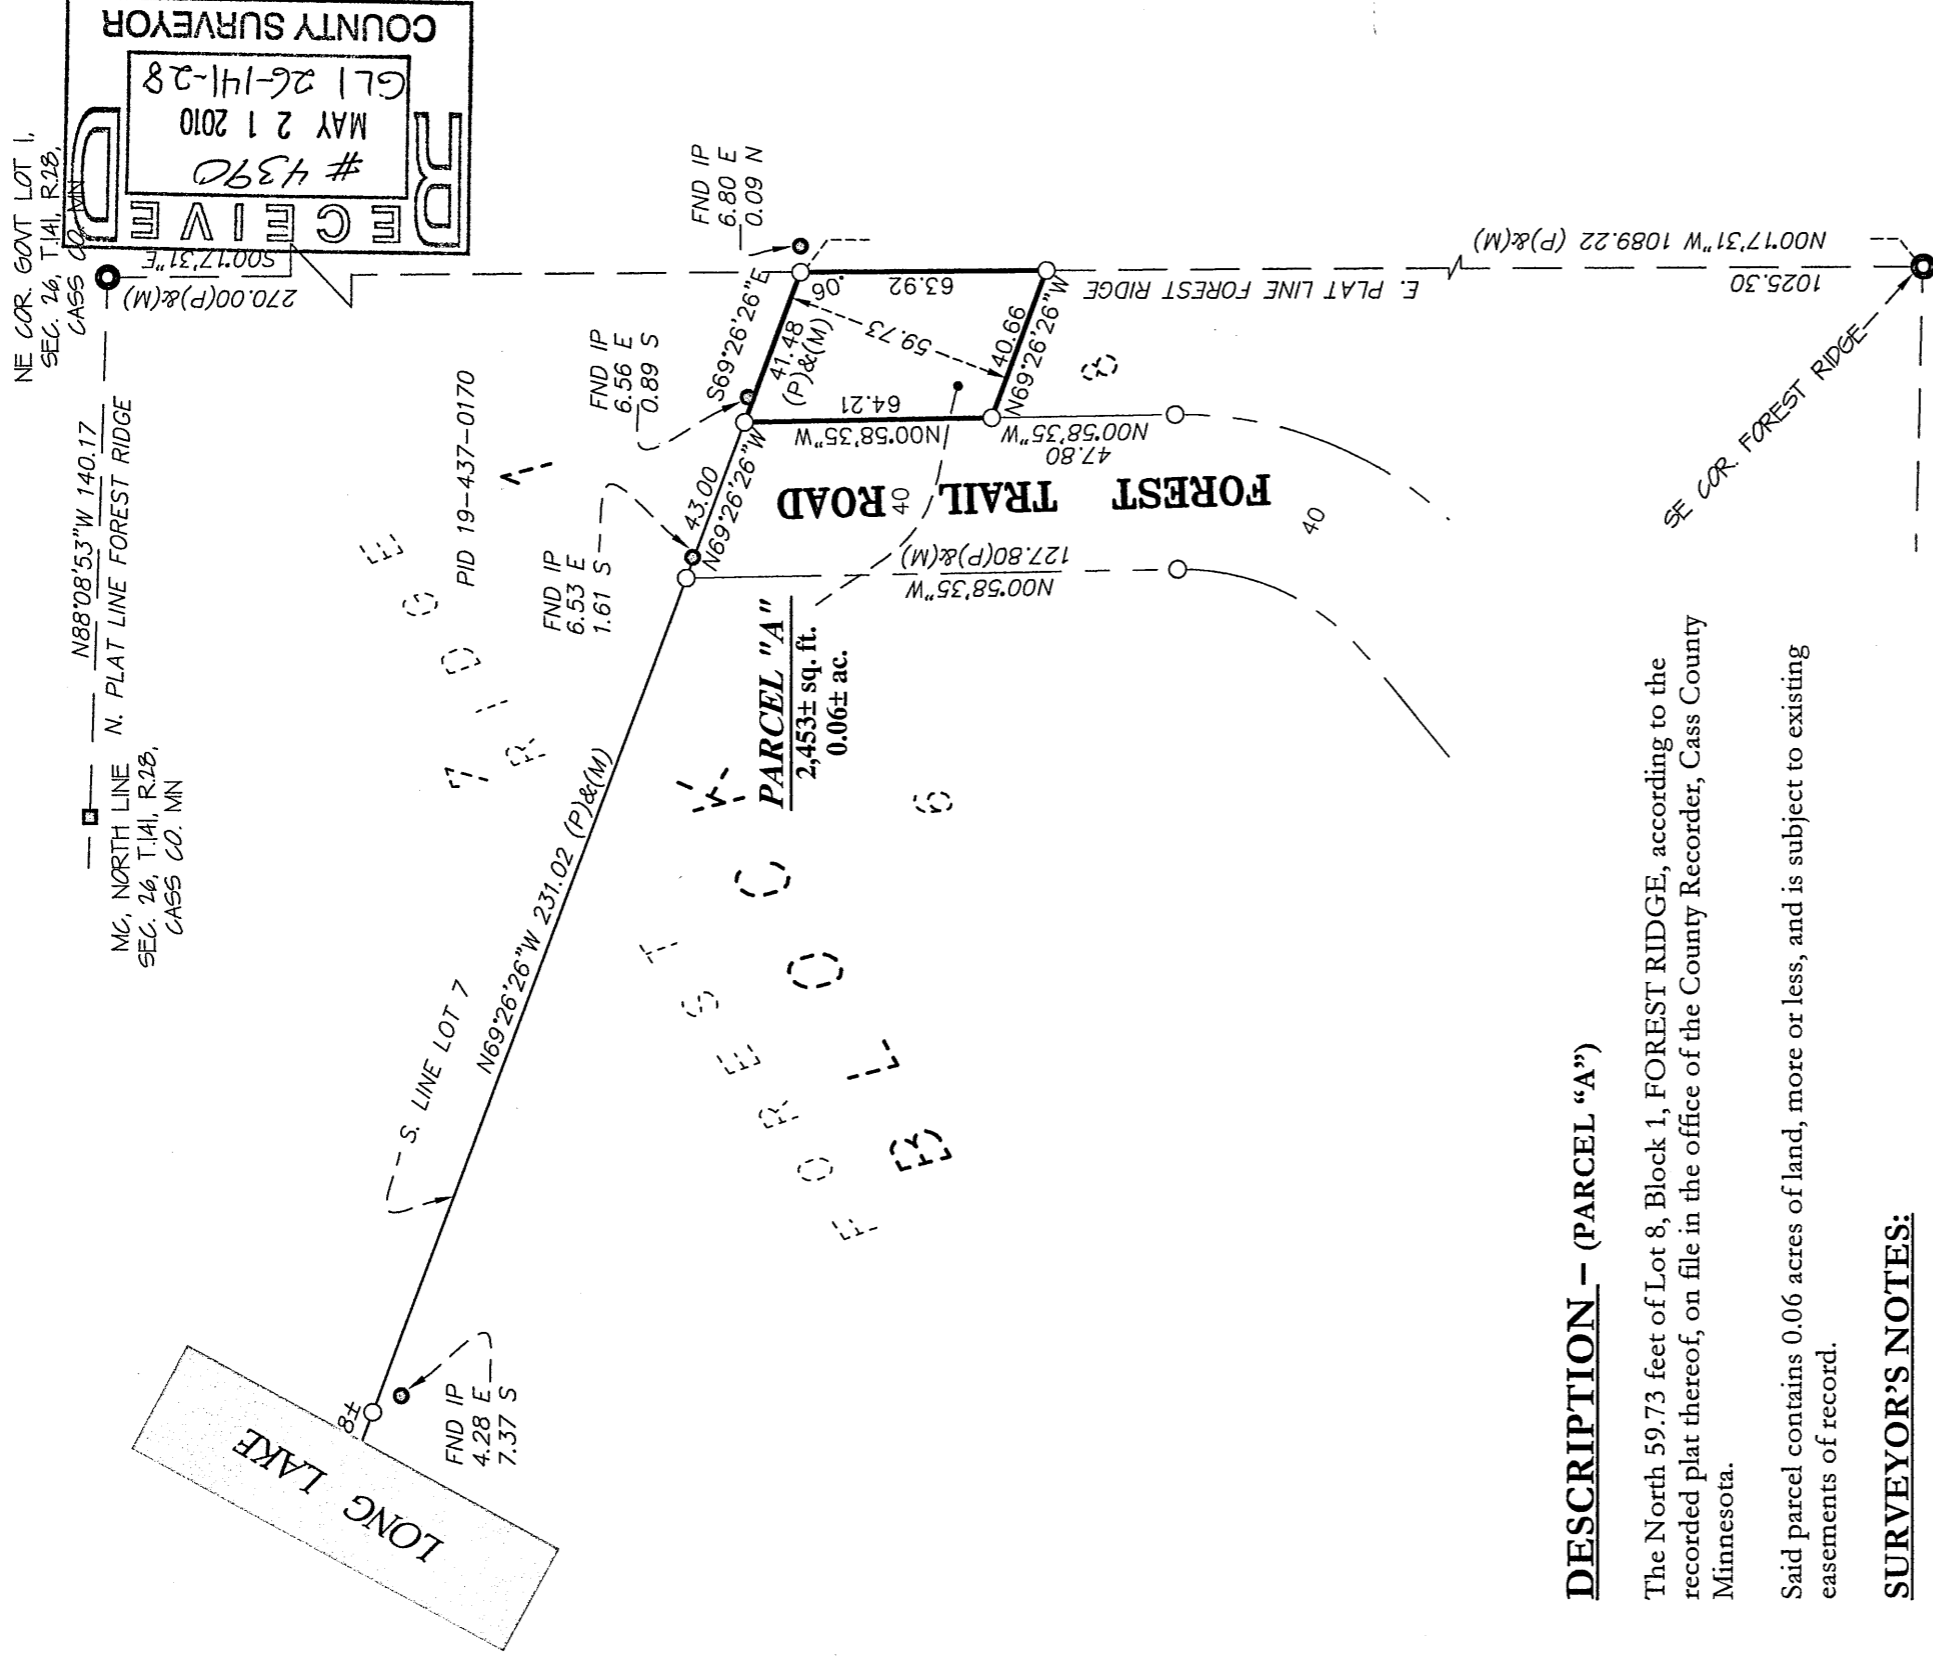 COUNTY SURVEYOR
RECEIVED
# 4390
MAY 21 2010
GL1 26-141-28
NE COR. GOVT LOT 1,
SEC. 26, T.141, R.28,
CASS CO. MN
S00°17'31"E
270.00(P)&(M)
N88°08'53"W 140.17
N. PLAT LINE FOREST RIDGE
MC, NORTH LINE
SEC. 26, T.141, R.28,
CASS CO. MN
PID 19-437-0170
FND IP
6.80 E
0.09 N
FND IP
6.56 E
0.89 S
FND IP
6.53 E
1.61 S
S69°26'26"E
41.48
(P)&(M)
.06
63.92
59.73
40.66
N69°26'26"W
64.21
N00°58'35"W
N00°58'35"W
47.80
8
E. PLAT LINE FOREST RIDGE
N00°17'31"W 1089.22 (P)&(M)
1025.30
SE COR. FOREST RIDGE
43.00
N69°26'26"W
FOREST TRAIL ROAD
40
40
N00°58'35"W
127.80(P)&(M)
PARCEL "A"
2,453± sq. ft.
0.06± ac.
7
1
FOREST RIDGE
BLOCK
9
N69°26'26"W 231.02 (P)&(M)
S. LINE LOT 7
8±
FND IP
4.28 E
7.37 S
LONG LAKE
DESCRIPTION – (PARCEL “A”)
The North 59.73 feet of Lot 8, Block 1, FOREST RIDGE, according to the
recorded plat thereof, on file in the office of the County Recorder, Cass County
Minnesota.
Said parcel contains 0.06 acres of land, more or less, and is subject to existing
easements of record.
SURVEYOR'S NOTES: